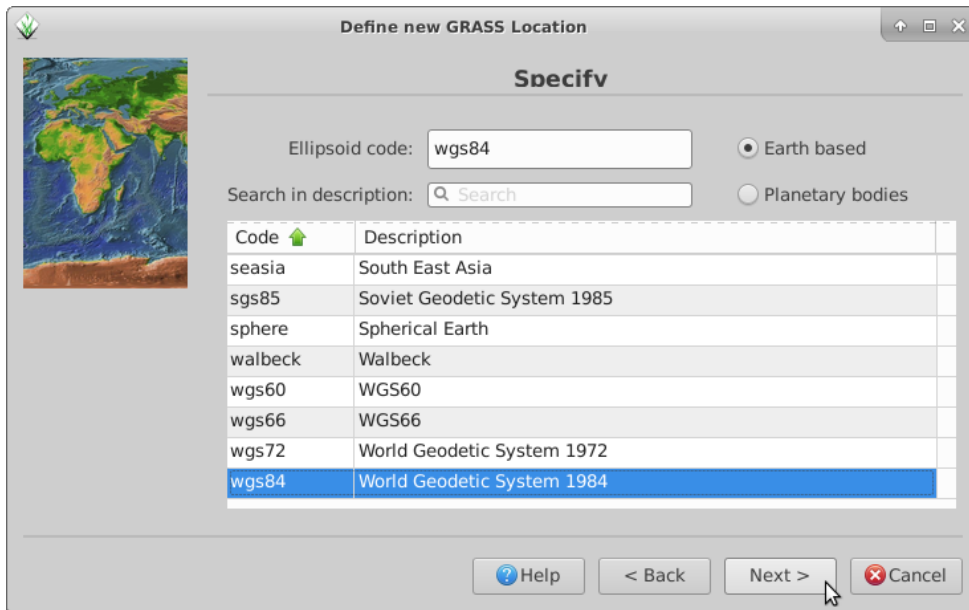 Define new GRASS Location
Specify
Ellipsoid code: wgs84 Earth based
Search in description: Search Planetary bodies
Code Description
seasia South East Asia
sgs85 Soviet Geodetic System 1985
sphere Spherical Earth
walbeck Walbeck
wgs60 WGS60
wgs66 WGS66
wgs72 World Geodetic System 1972
wgs84 World Geodetic System 1984
Help < Back Next > Cancel